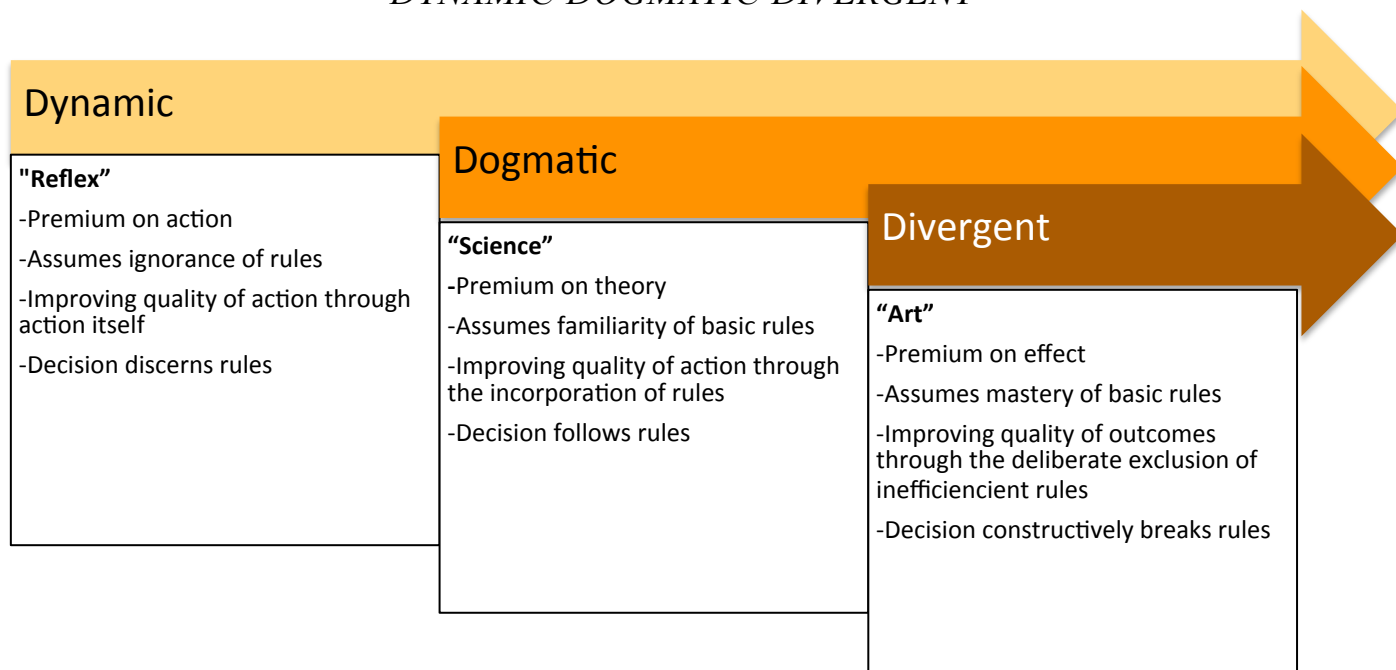 DYNAMIC DOGMATIC DIVERGENT
Dynamic
"Reflex”
-Premium on action
-Assumes ignorance of rules
-Improving quality of action through
action itself
-Decision discerns rules
Dogmatic
“Science”
-Premium on theory
-Assumes familiarity of basic rules
-Improving quality of action through
the incorporation of rules
-Decision follows rules
Divergent
“Art”
-Premium on effect
-Assumes mastery of basic rules
-Improving quality of outcomes
through the deliberate exclusion of
inefficiencient rules
-Decision constructively breaks rules